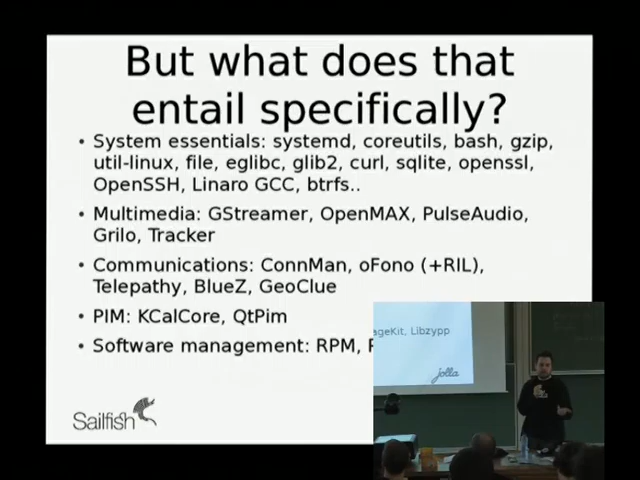 But what does that
entail specifically?
• System essentials: systemd, coreutils, bash, gzip,
util-linux, file, eglibc, glib2, curl, sqlite, openssl,
OpenSSH, Linaro GCC, btrfs..
• Multimedia: GStreamer, OpenMAX, PulseAudio,
Grilo, Tracker
• Communications: ConnMan, oFono (+RIL),
Telepathy, BlueZ, GeoClue
• PIM: KCalCore, QtPim
• Software management: RPM,
ageKit, Libzypp
Jolla
Sailfish